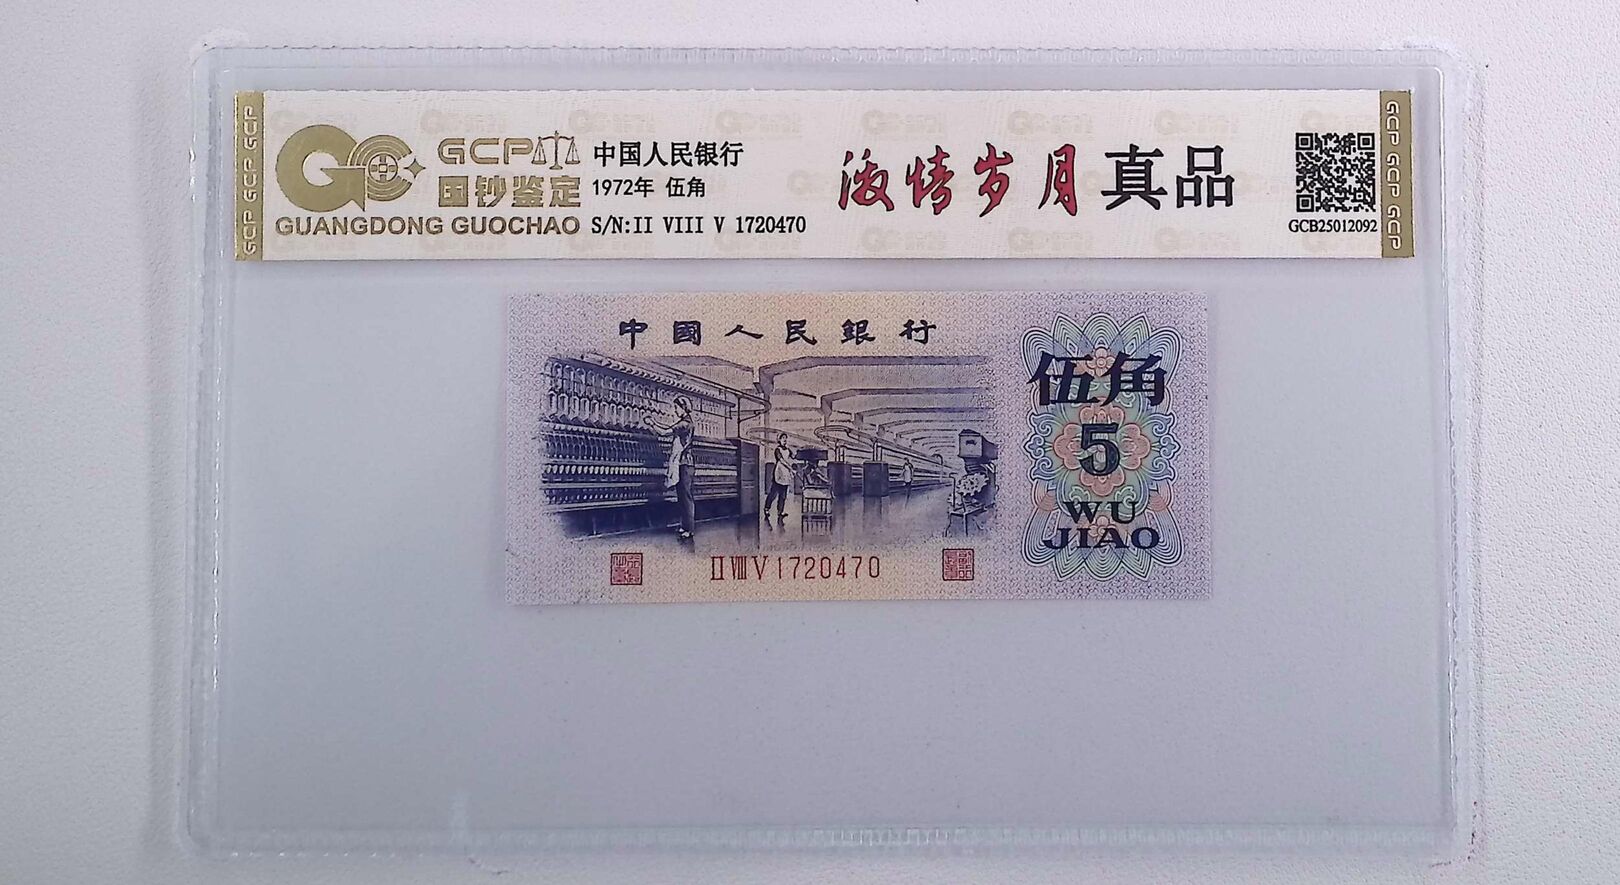 GCP
国钞鉴定
GUANGDONG GUOCHAO
中国人民银行
1972年 伍角
S/N:II VIII V 1720470
激情岁月 真品
GCB25012092
GCP GCP GCP
GCP GCP GCP
中國人民銀行
伍角
5
WU
JIAO
II VIII V 1720470